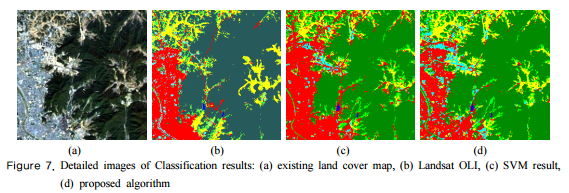 (a) (b) (c) (d)
Figure 7. Detailed images of Classification results: (a) existing land cover map, (b) Landsat OLI, (c) SVM result,
(d) proposed algorithm